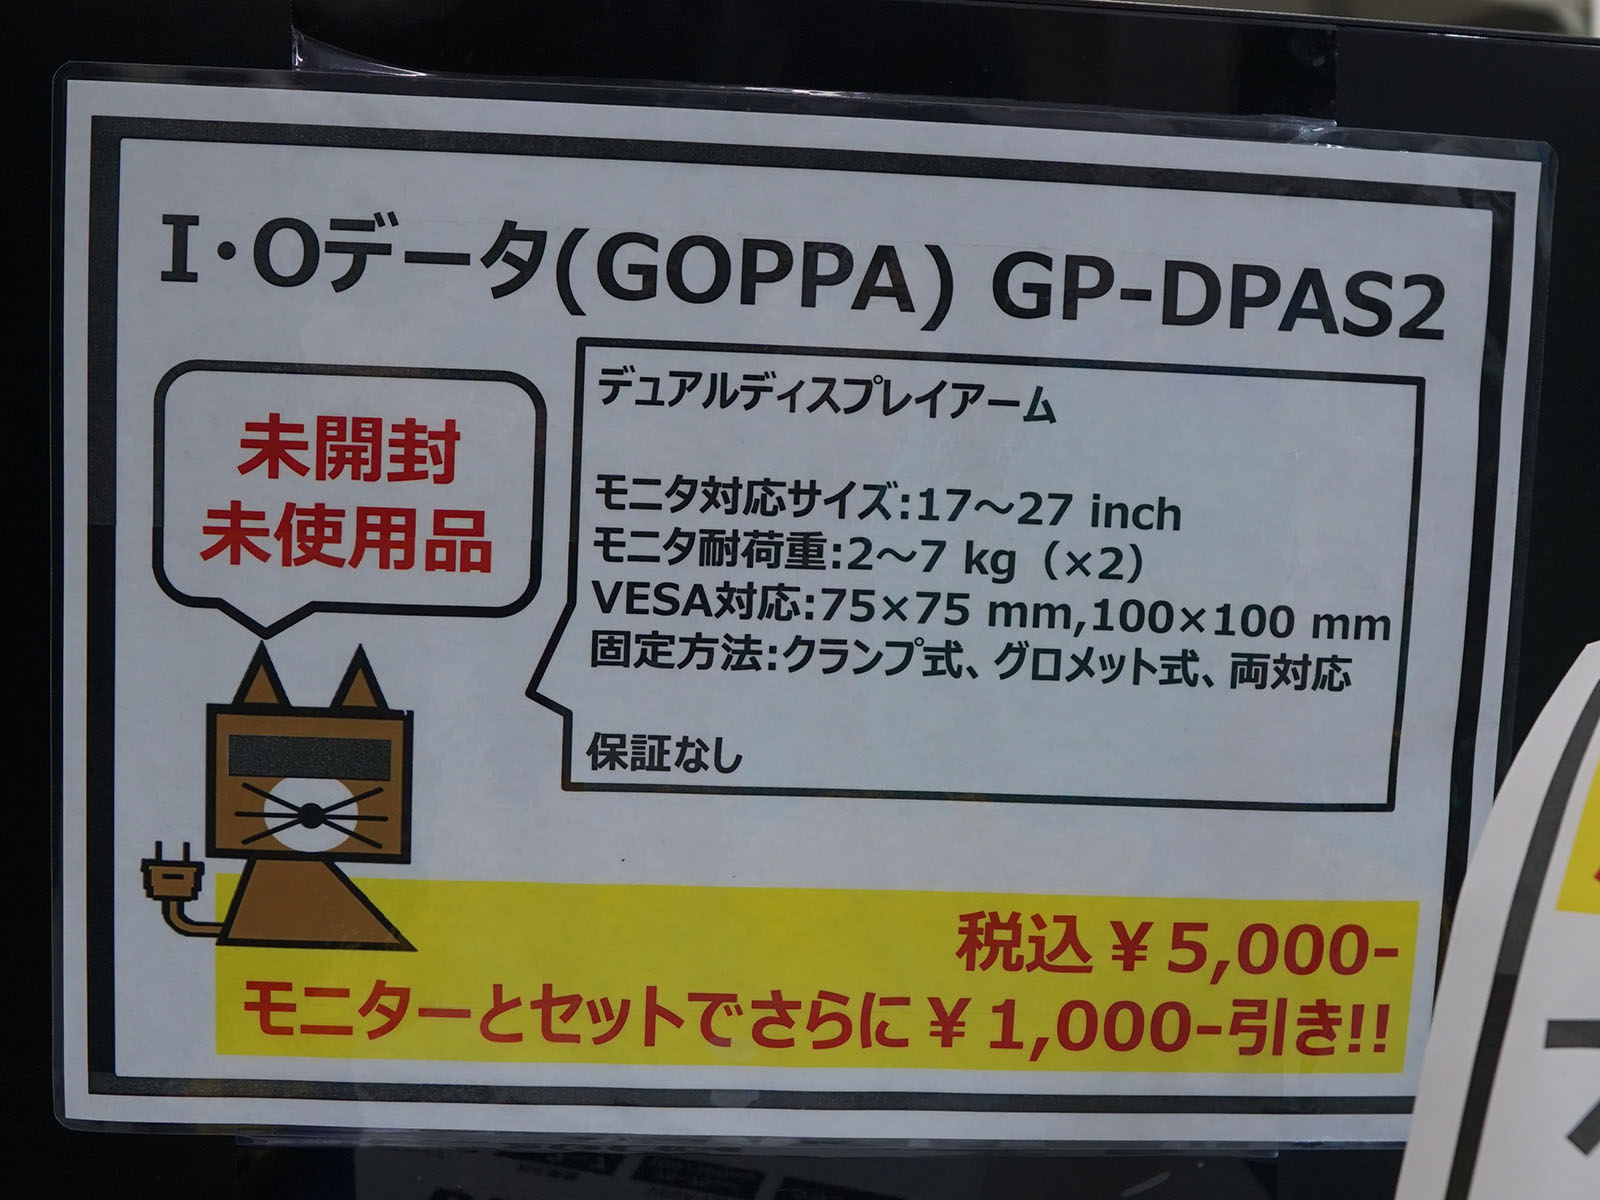 I・Oデータ(GOPPA) GP-DPAS2
未開封
未使用品
デュアルディスプレイアーム
モニタ対応サイズ:17～27 inch
モニタ耐荷重:2～7 kg（×2）
VESA対応:75×75 mm,100×100 mm
固定方法:クランプ式、グロメット式、両対応
保証なし
税込￥5,000-
モニターとセットでさらに￥1,000-引き!!